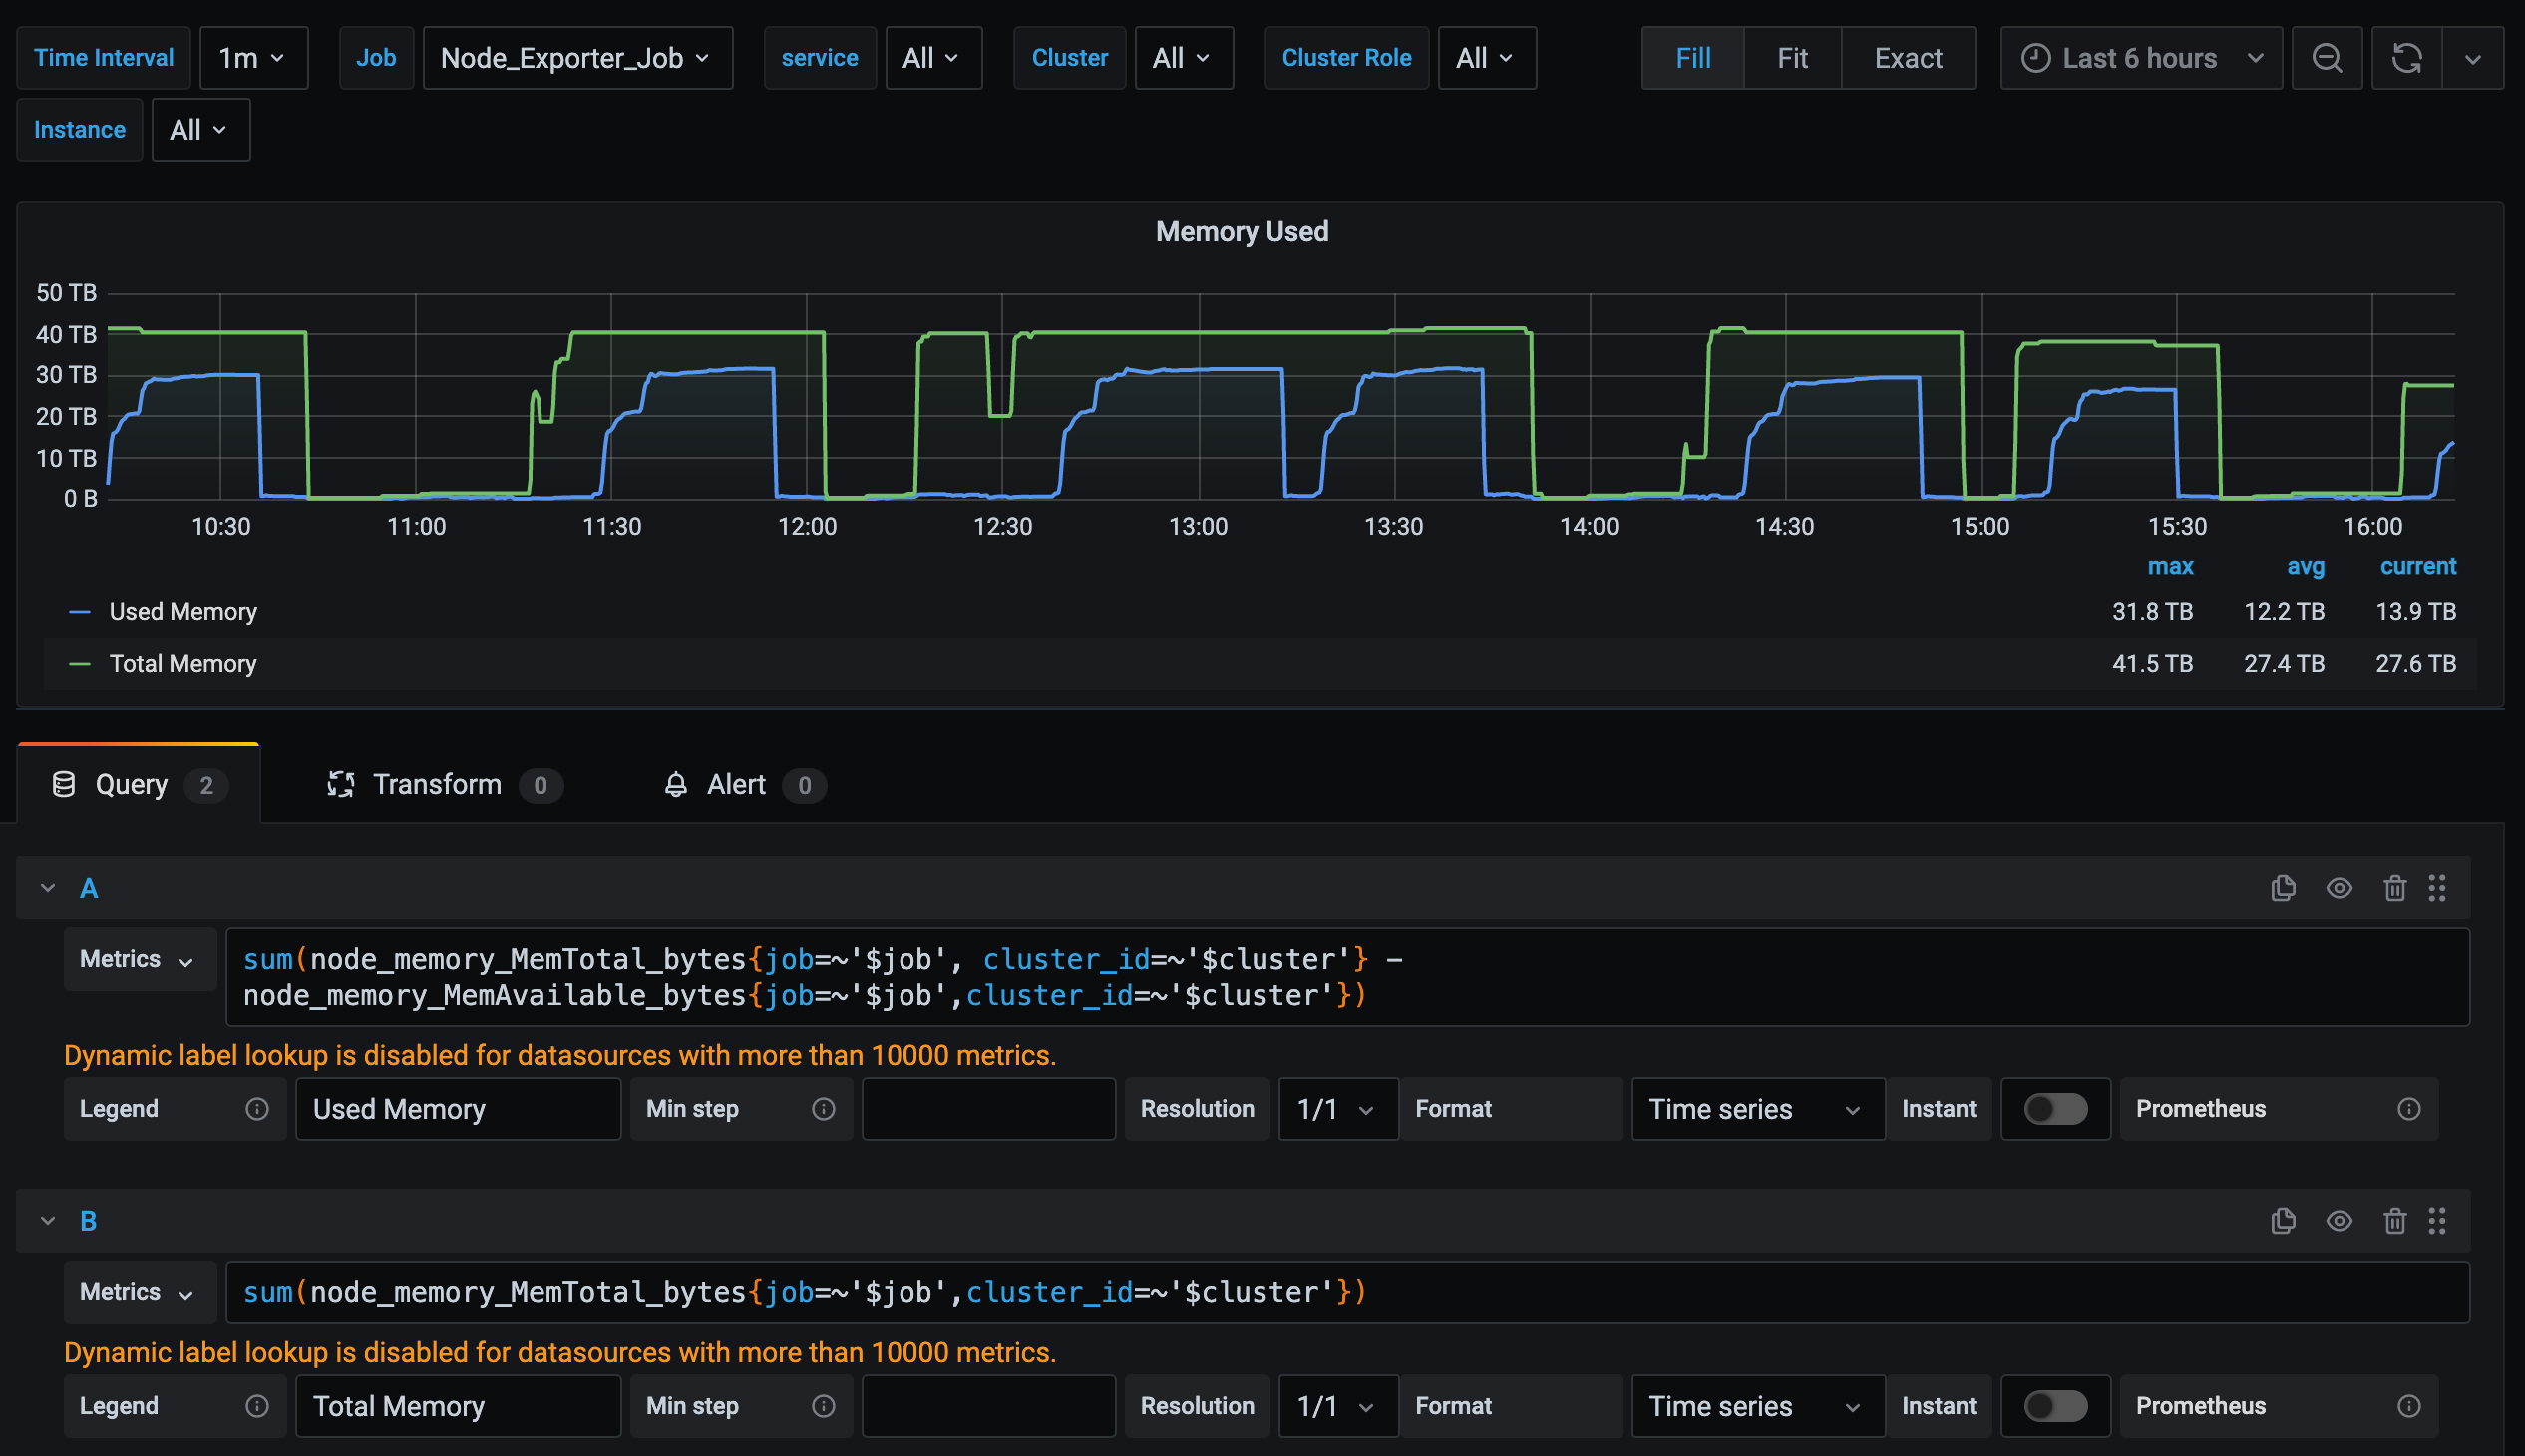 Time Interval 1m Job Node_Exporter_Job service All Cluster All Cluster Role All Fill Fit Exact Last 6 hours
Instance All
Memory Used
50 TB
40 TB
30 TB
20 TB
10 TB
0 B
10:30 11:00 11:30 12:00 12:30 13:00 13:30 14:00 14:30 15:00 15:30 16:00
max avg current
Used Memory 31.8 TB 12.2 TB 13.9 TB
Total Memory 41.5 TB 27.4 TB 27.6 TB
Query 2 Transform 0 Alert 0
A
Metrics sum(node_memory_MemTotal_bytes{job=~'$job', cluster_id=~'$cluster'} -
node_memory_MemAvailable_bytes{job=~'$job',cluster_id=~'$cluster'})
Dynamic label lookup is disabled for datasources with more than 10000 metrics.
Legend Used Memory Min step Resolution 1/1 Format Time series Instant Prometheus
B
Metrics sum(node_memory_MemTotal_bytes{job=~'$job',cluster_id=~'$cluster'})
Dynamic label lookup is disabled for datasources with more than 10000 metrics.
Legend Total Memory Min step Resolution 1/1 Format Time series Instant Prometheus